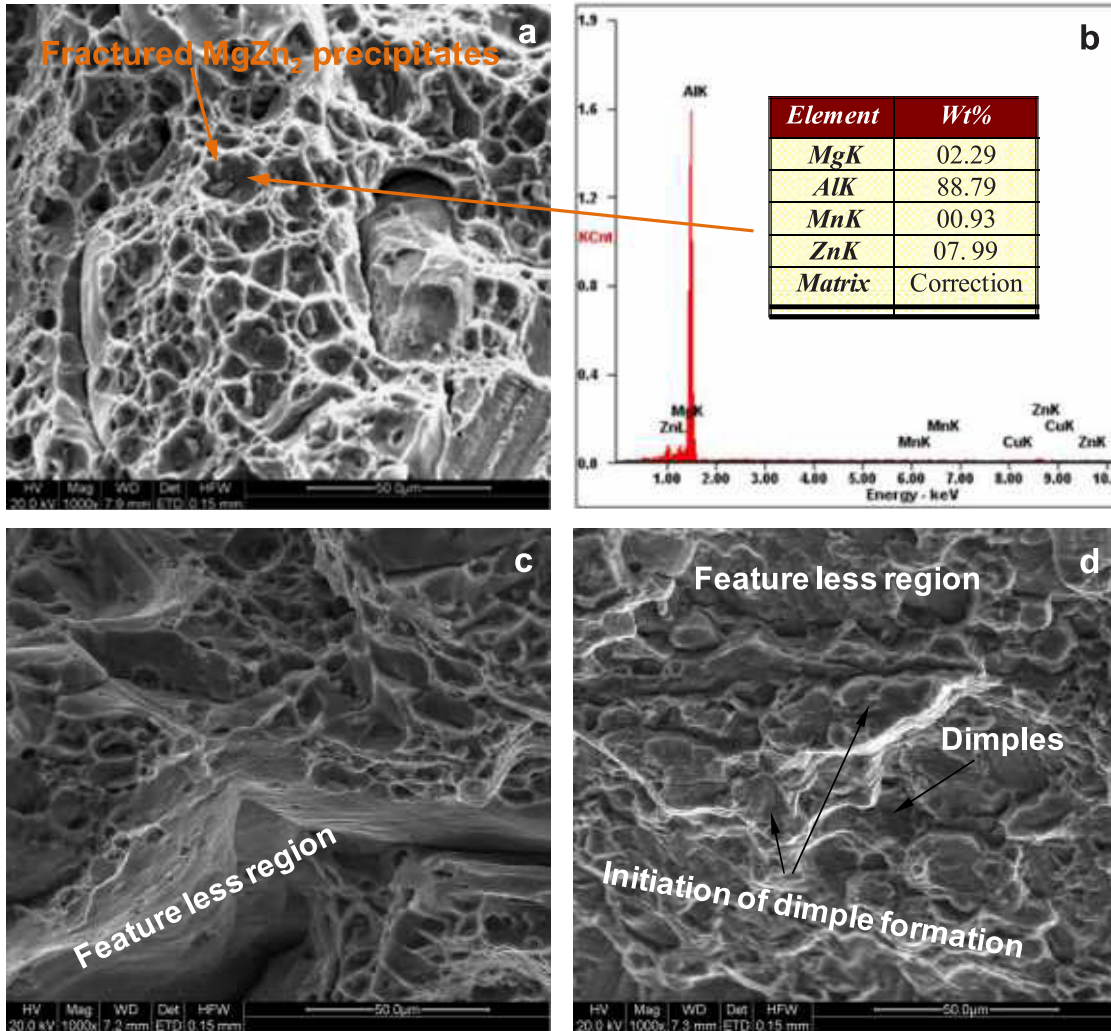 a
Fractured MgZn2 precipitates
HV Mag WD Det HFW 50.0µm
20.0 kV 1000x 7.9 mm ETD 0.15 mm
b
1.9
1.6
1.2
KCnt
0.8
0.4
0.0
AlK
MgK
ZnL
MnK
MnK
CuK
ZnK
CuK
ZnK
1.00 2.00 3.00 4.00 5.00 6.00 7.00 8.00 9.00 10.
Energy - keV
Element Wt%
MgK 02.29
AlK 88.79
MnK 00.93
ZnK 07. 99
Matrix Correction
c
Feature less region
HV Mag WD Det HFW 50.0µm
20.0 kV 1000x 7.2 mm ETD 0.15 mm
d
Feature less region
Dimples
Initiation of dimple formation
HV Mag WD Det HFW 50.0µm
20.0 kV 1000x 7.3 mm ETD 0.15 mm